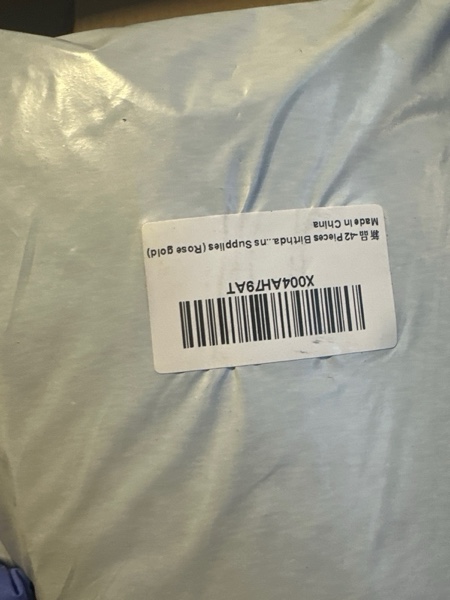 X004AH79AT
新品-42 Pieces Birthda...ns Supplies (Rose gold)
Made in China